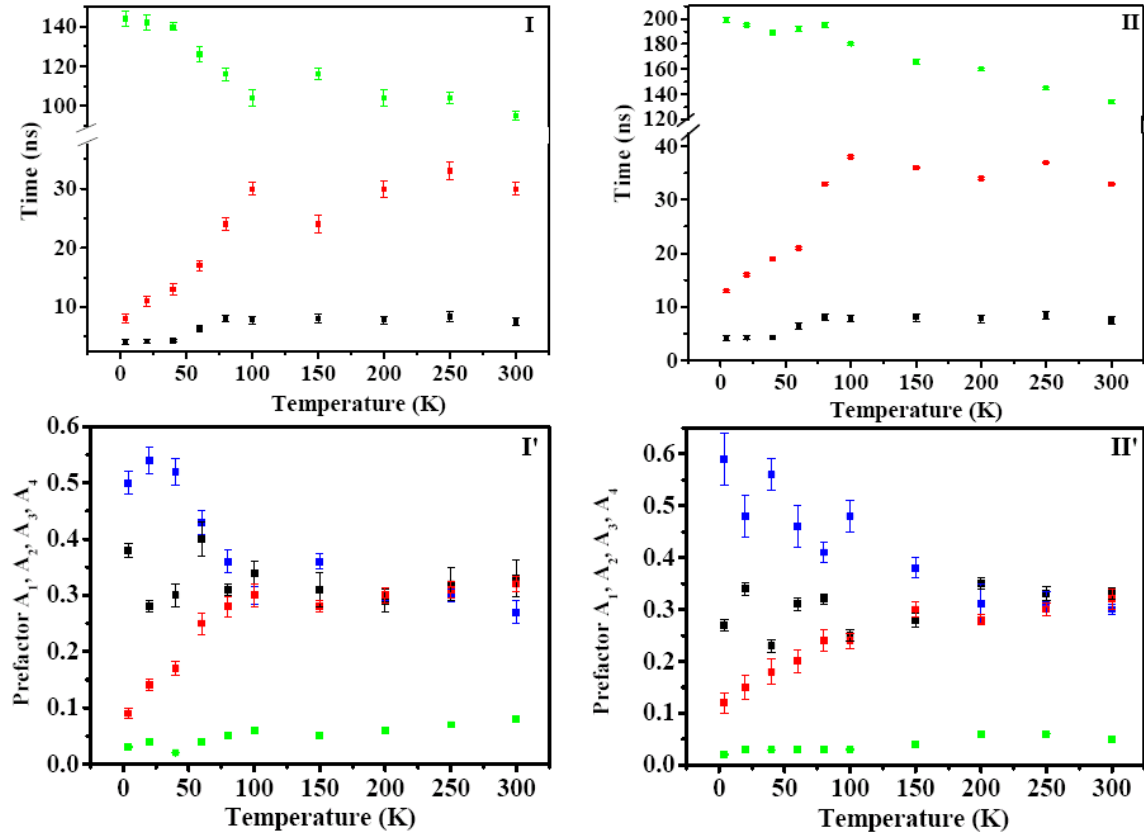 I
140
120
100
30
20
10
Time (ns)
0 50 100 150 200 250 300
Temperature (K)
II
200
180
160
140
120
40
30
20
10
0
Time (ns)
0 50 100 150 200 250 300
Temperature (K)
I'
0.6
0.5
0.4
0.3
0.2
0.1
0.0
Prefactor A₁, A₂, A₃, A₄
0 50 100 150 200 250 300
Temperature (K)
II'
0.6
0.5
0.4
0.3
0.2
0.1
0.0
Prefactor A₁, A₂, A₃, A₄
0 50 100 150 200 250 300
Temperature (K)